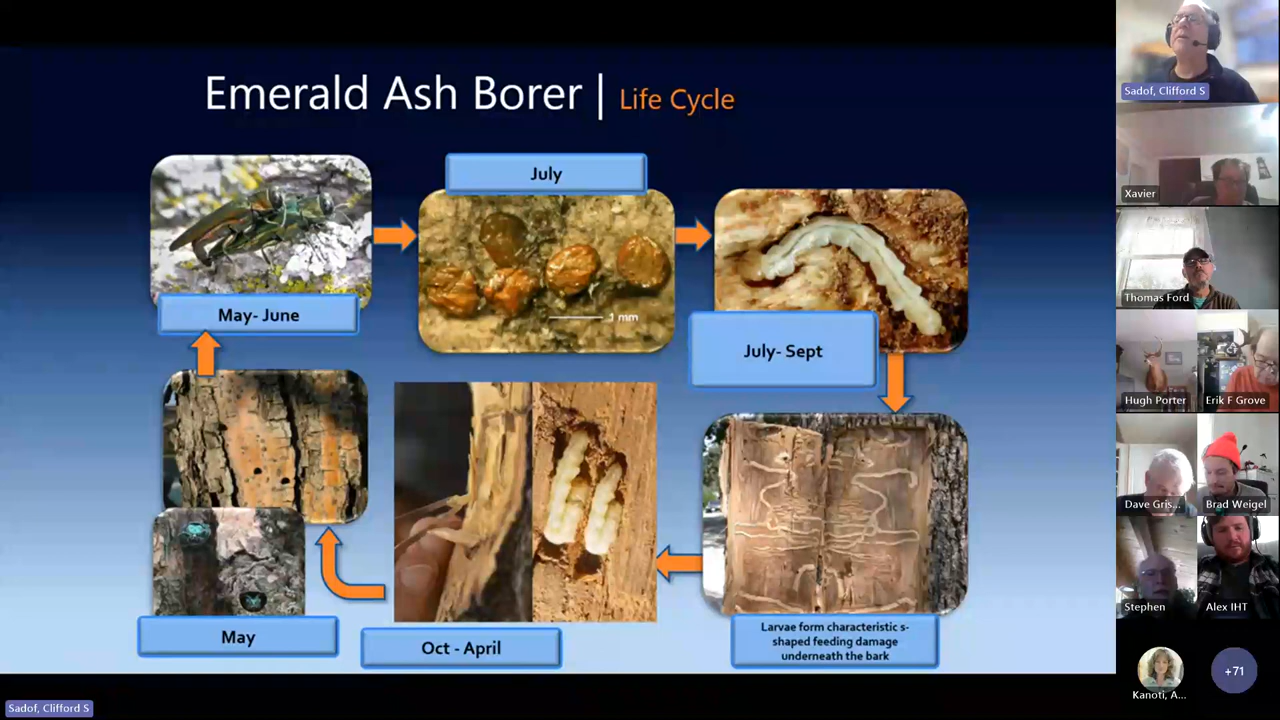 Emerald Ash Borer | Life Cycle
July
1 mm
May- June
July- Sept
May
Oct - April
Larvae form characteristic s-
shaped feeding damage
underneath the bark
Sadof, Clifford S
Sadof, Clifford S
Xavier
Thomas Ford
Hugh Porter
Erik F Grove
Dave Gris...
Brad Weigel
Stephen
Alex IHT
Kanoti, A...
+71